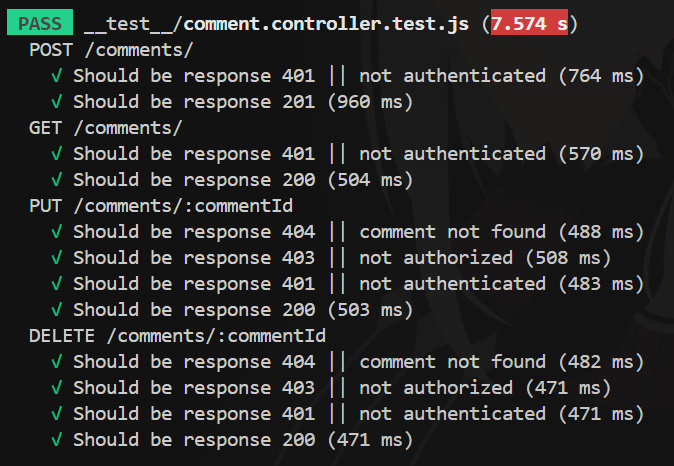 PASS __test__/comment.controller.test.js (7.574 s)
POST /comments/
√ Should be response 401 || not authenticated (764 ms)
√ Should be response 201 (960 ms)
GET /comments/
√ Should be response 401 || not authenticated (570 ms)
√ Should be response 200 (504 ms)
PUT /comments/:commentId
√ Should be response 404 || comment not found (488 ms)
√ Should be response 403 || not authorized (508 ms)
√ Should be response 401 || not authenticated (483 ms)
√ Should be response 200 (503 ms)
DELETE /comments/:commentId
√ Should be response 404 || comment not found (482 ms)
√ Should be response 403 || not authorized (471 ms)
√ Should be response 401 || not authenticated (471 ms)
√ Should be response 200 (471 ms)